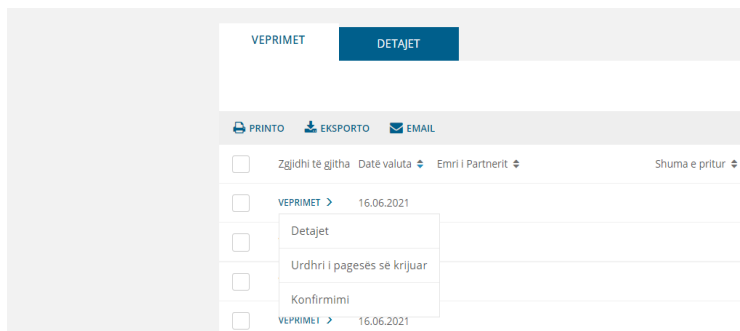 VEPRIMET DETAJET
PRINTO EKSPORTO EMAIL
Zgjidhi të gjitha Datë valuta Emri i Partnerit Shuma e pritur
VEPRIMET > 16.06.2021
Detajet
Urdhri i pagesës së krijuar
Konfirmimi
VEPRIMET > 16.06.2021